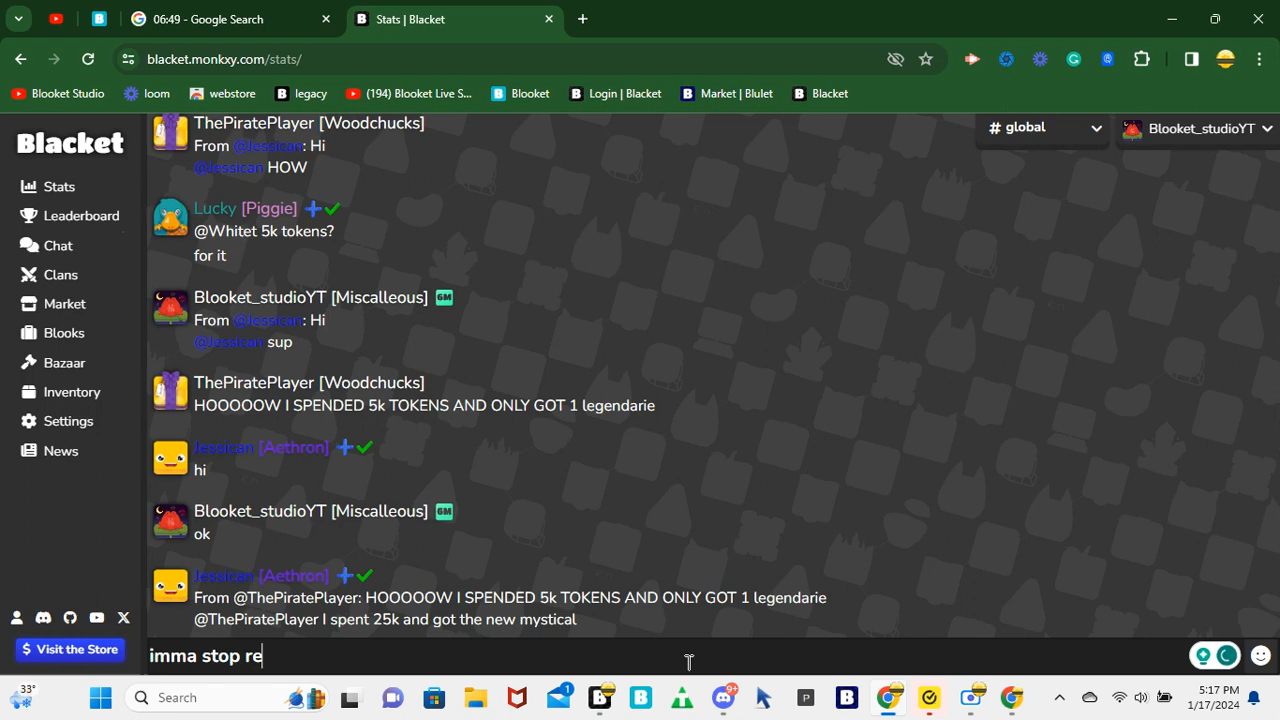 06:49 - Google Search
Stats | Blacket
blacket.monkxy.com/stats/
Blooket Studio
loom
webstore
legacy
(194) Blooket Live S...
Blooket
Login | Blacket
Market | Blulet
Blacket
Blacket
Stats
Leaderboard
Chat
Clans
Market
Blooks
Bazaar
Inventory
Settings
News
$ Visit the Store
# global
Blooket_studioYT
ThePiratePlayer [Woodchucks]
From @Jessican: Hi
@Jessican HOW
Lucky [Piggie]
@Whitet 5k tokens?
for it
Blooket_studioYT [Miscalleous] GM
From @Jessican: Hi
@Jessican sup
ThePiratePlayer [Woodchucks]
HOOOOOW I SPENDED 5k TOKENS AND ONLY GOT 1 legendarie
Jessican [Aethron]
hi
Blooket_studioYT [Miscalleous] GM
ok
Jessican [Aethron]
From @ThePiratePlayer: HOOOOOW I SPENDED 5k TOKENS AND ONLY GOT 1 legendarie
@ThePiratePlayer I spent 25k and got the new mystical
imma stop re
33°
Search
1
9+
5:17 PM
1/17/2024